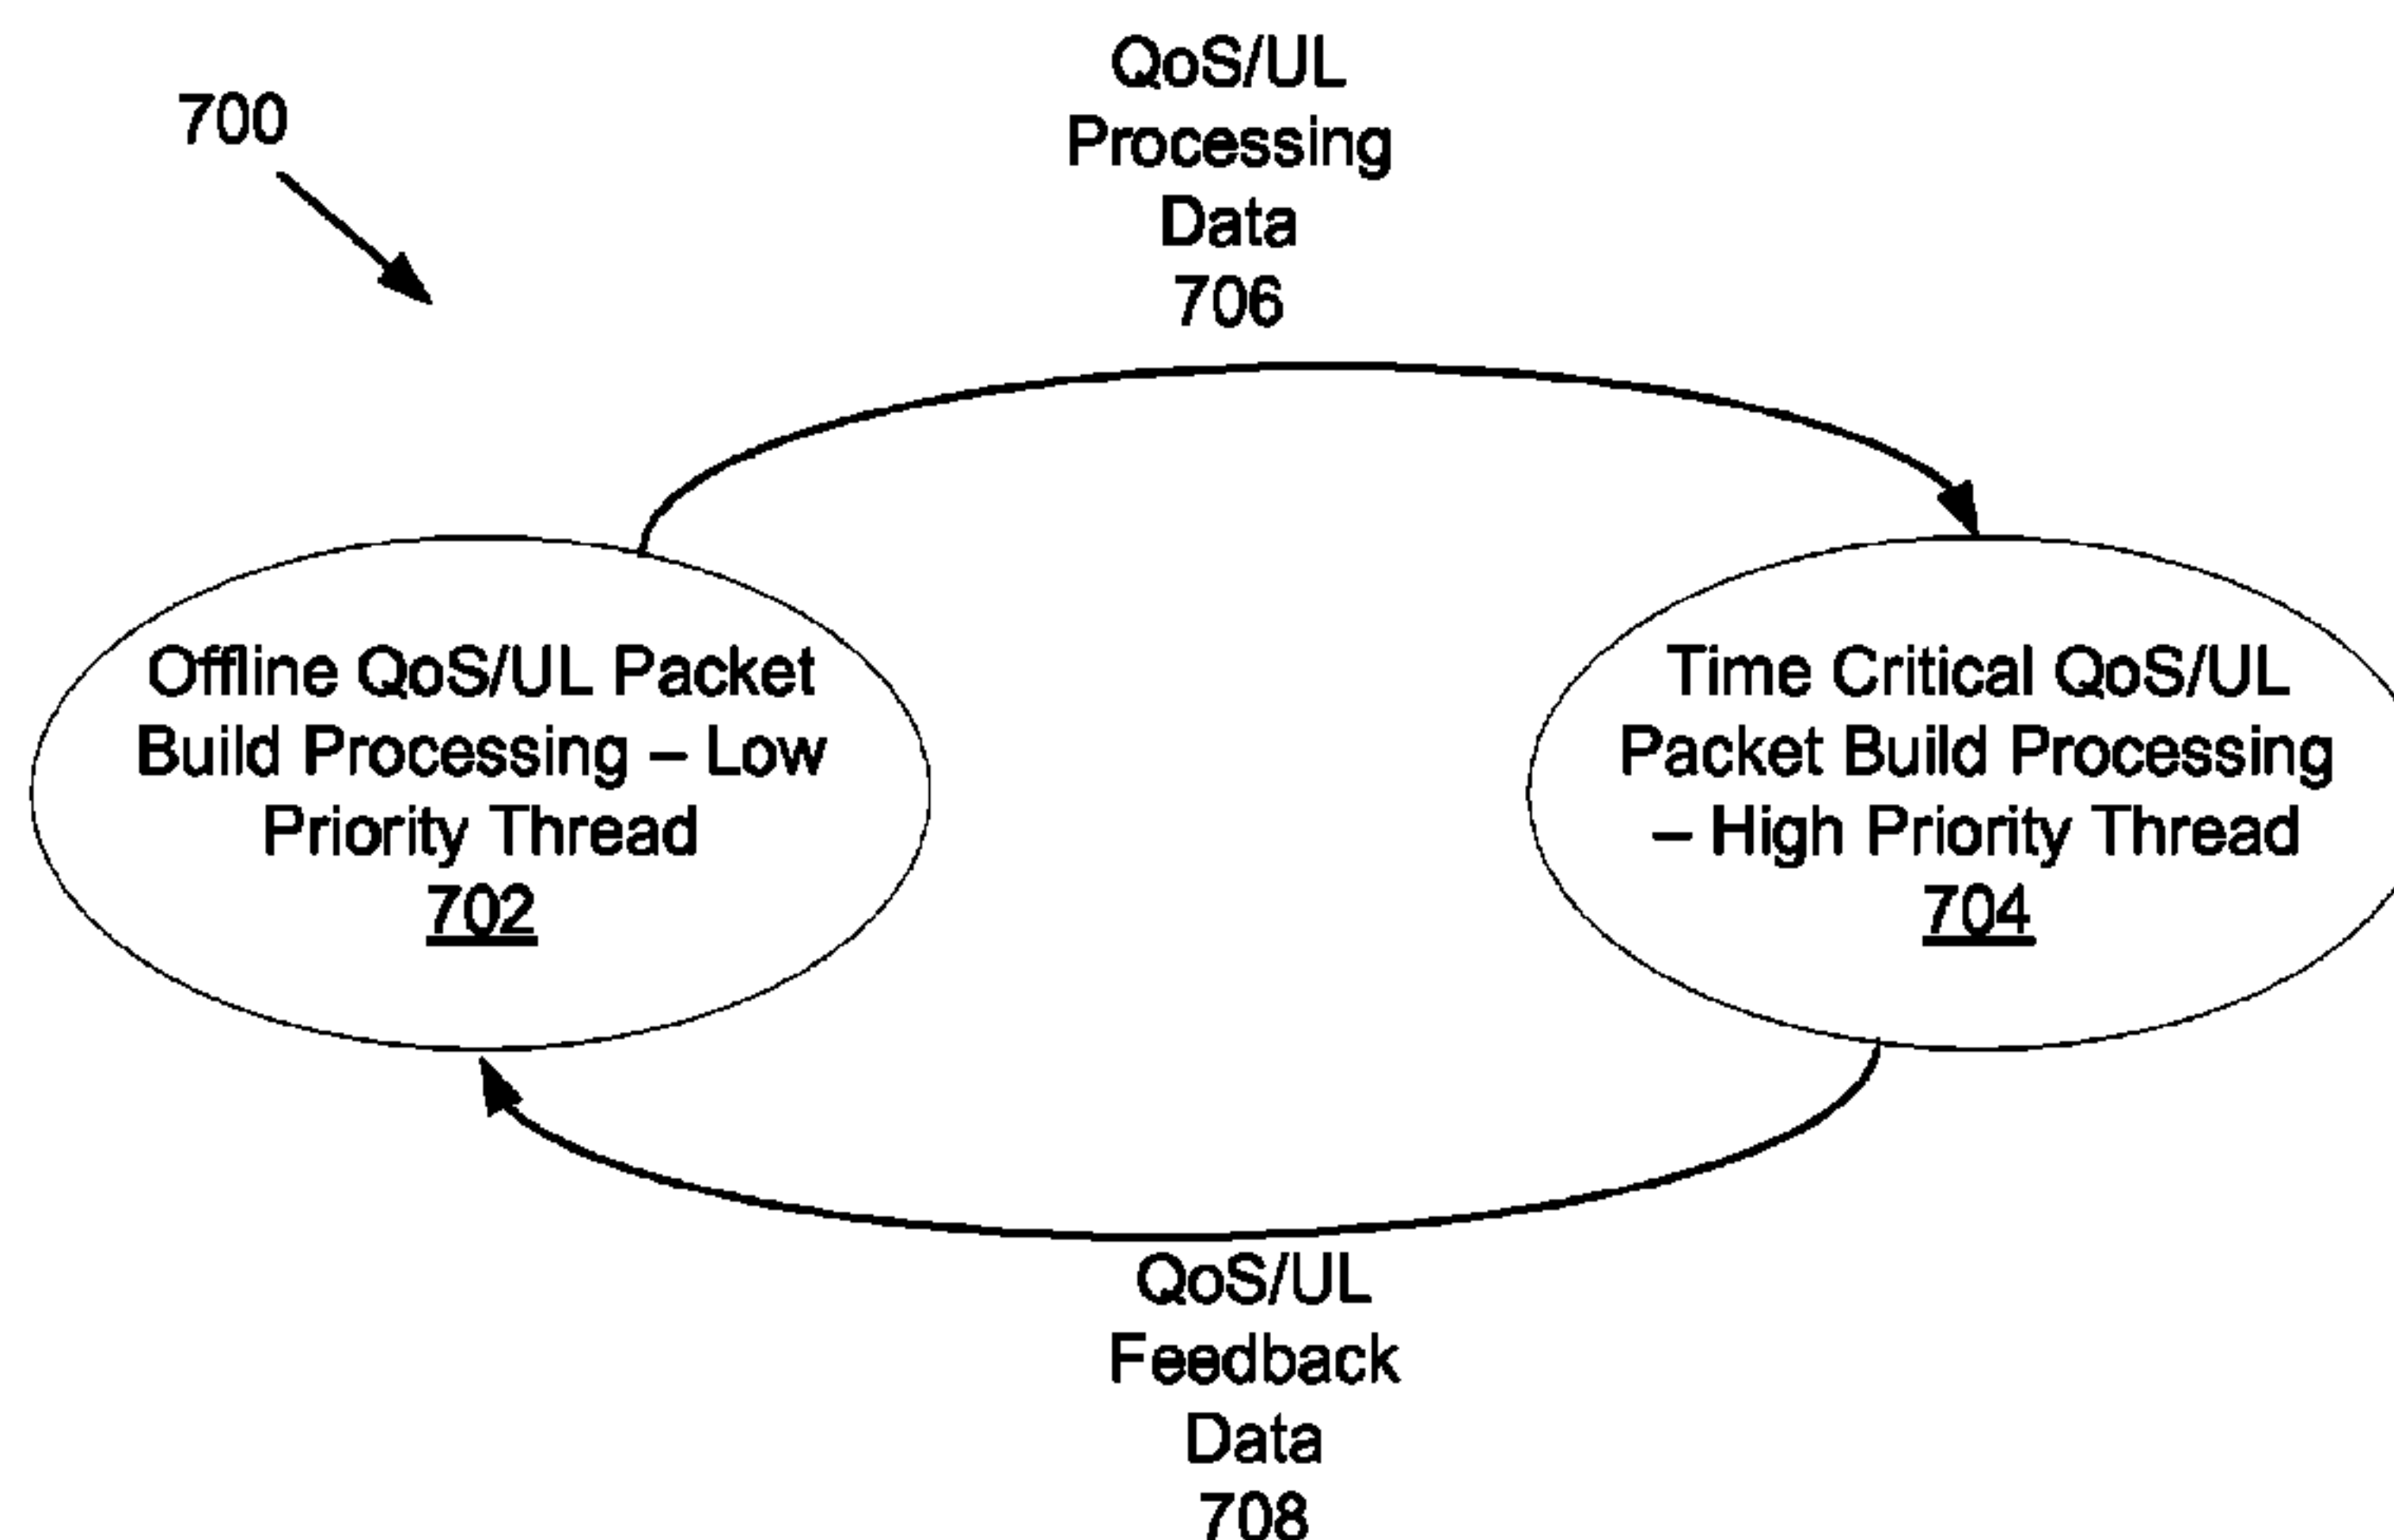 700
QoS/UL
Processing
Data
706
Offline QoS/UL Packet
Build Processing – Low
Priority Thread
702
Time Critical QoS/UL
Packet Build Processing
– High Priority Thread
704
QoS/UL
Feedback
Data
708